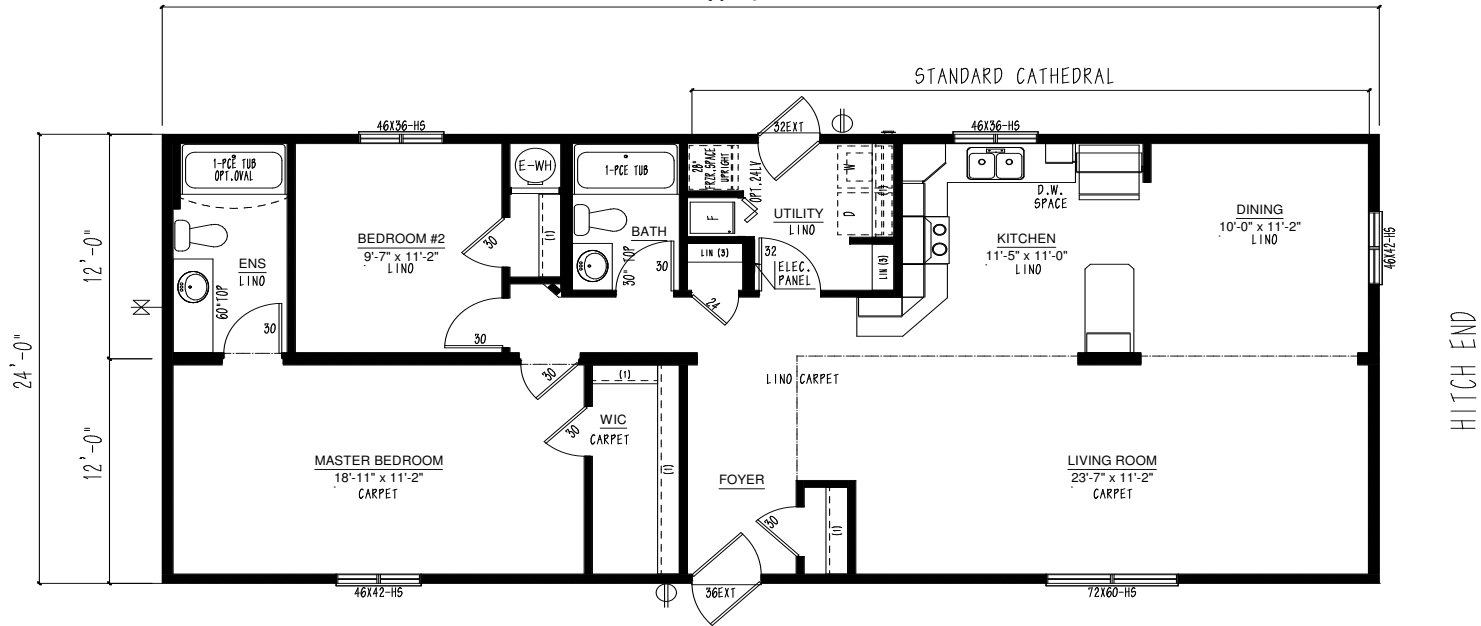 STANDARD CATHEDRAL
46X36-HS
32EXT
46X36-HS
1-PCE TUB
OPT.OVAL
E-WH
1-PCE TUB
28"
FRZR.SPACE
UPRIGHT
OPT.24LV
W
D
(1)
D.W.
SPACE
BEDROOM #2
9'-7" x 11'-2"
LINO
30
(1)
BATH
F
UTILITY
LINO
KITCHEN
11'-5" x 11'-0"
LINO
DINING
10'-0" x 11'-2"
LINO
46X42-HS
12'-0"
ENS
LINO
60"TOP
30
30
30" TOP
30
LIN (3)
24
32
ELEC.
PANEL
LIN (3)
24'-0"
HITCH END
30
(1)
LINO CARPET
12'-0"
WIC
CARPET
30
(1)
MASTER BEDROOM
18'-11" x 11'-2"
CARPET
FOYER
LIVING ROOM
23'-7" x 11'-2"
CARPET
30
(1)
46X42-HS
36EXT
72X60-HS